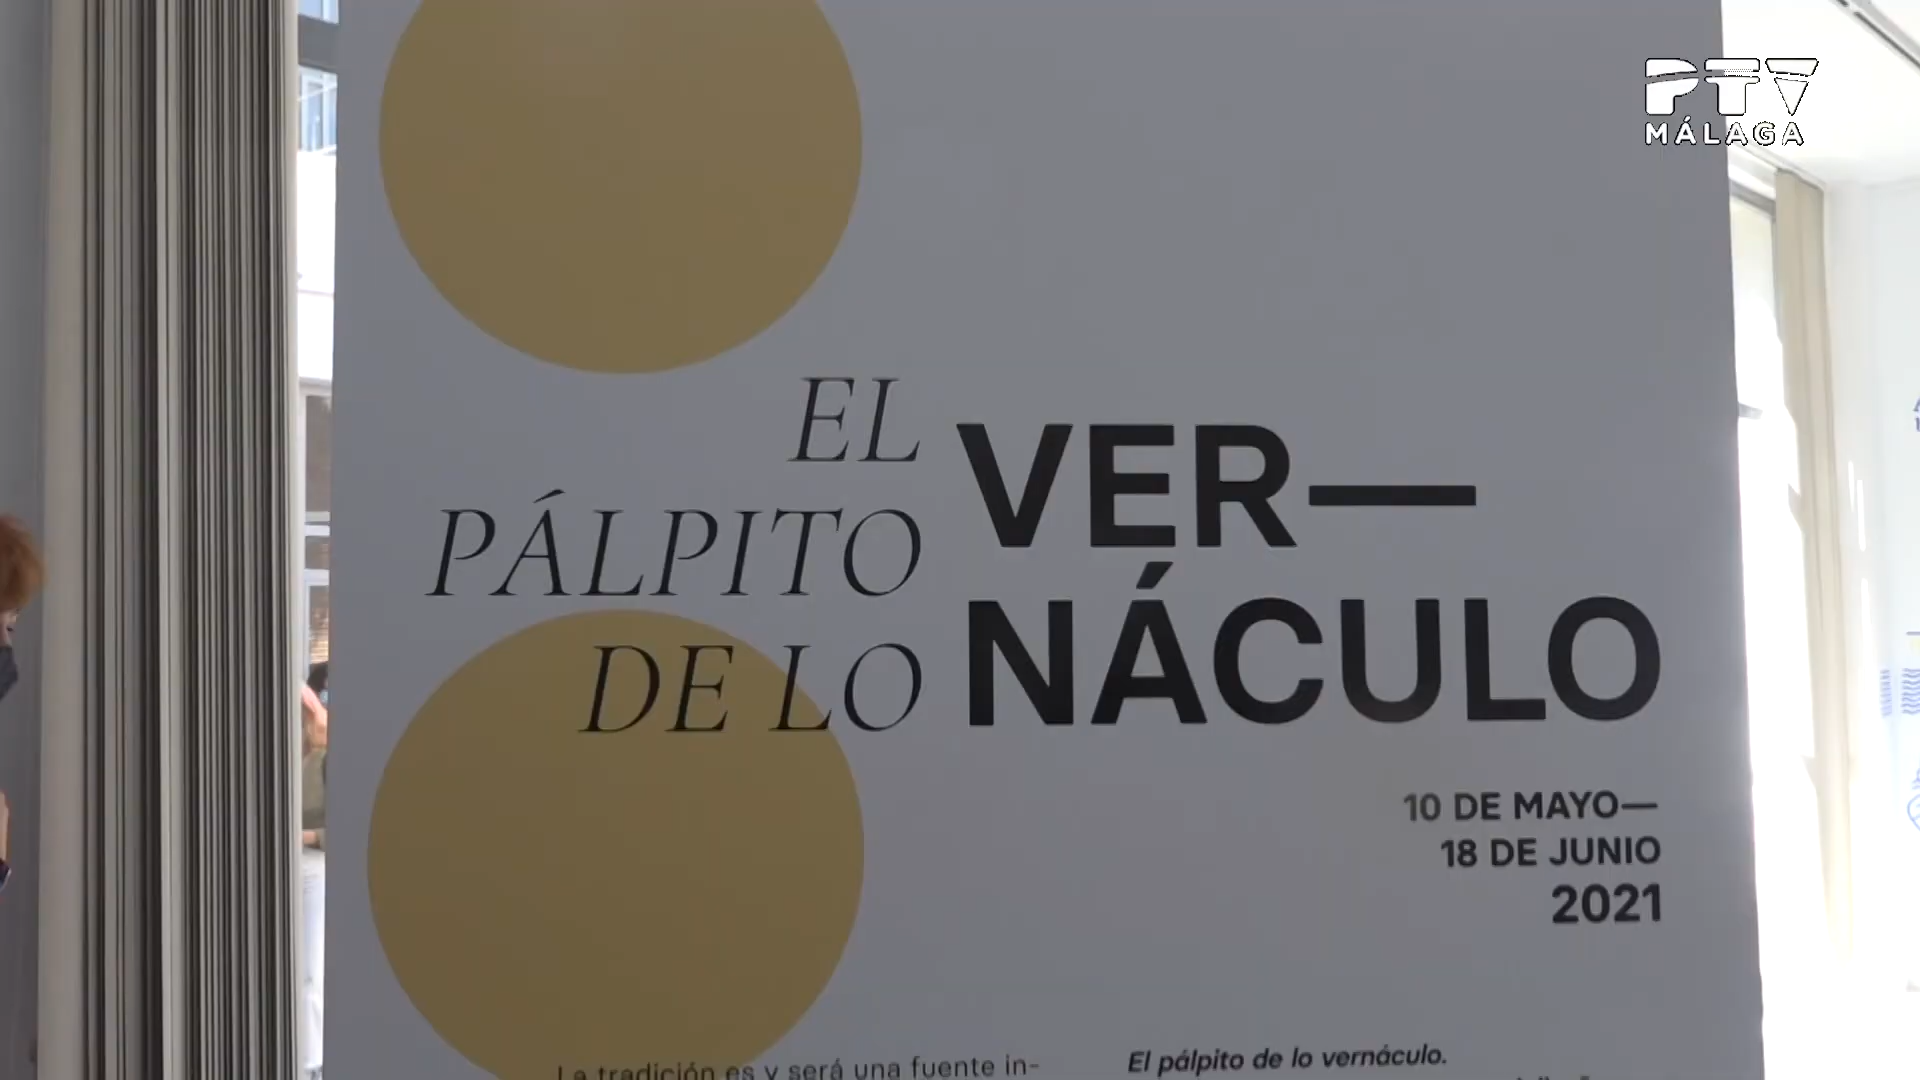 PTV
MÁLAGA
EL
PÁLPITO
DE LO
VER—
NÁCULO
10 DE MAYO—
18 DE JUNIO
2021
La tradición es y será una fuente in-
El pálpito de lo vernáculo.